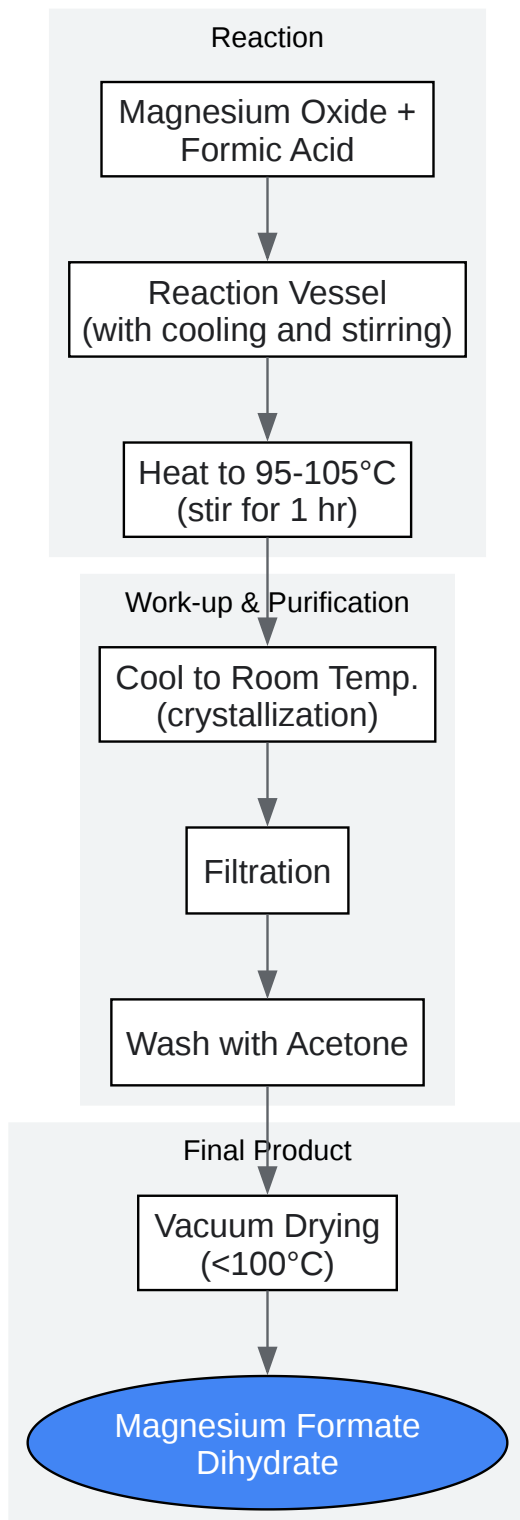 Reaction
Magnesium Oxide +
Formic Acid
Reaction Vessel
(with cooling and stirring)
Heat to 95-105°C
(stir for 1 hr)
Work-up & Purification
Cool to Room Temp.
(crystallization)
Filtration
Wash with Acetone
Final Product
Vacuum Drying
(<100°C)
Magnesium Formate
Dihydrate